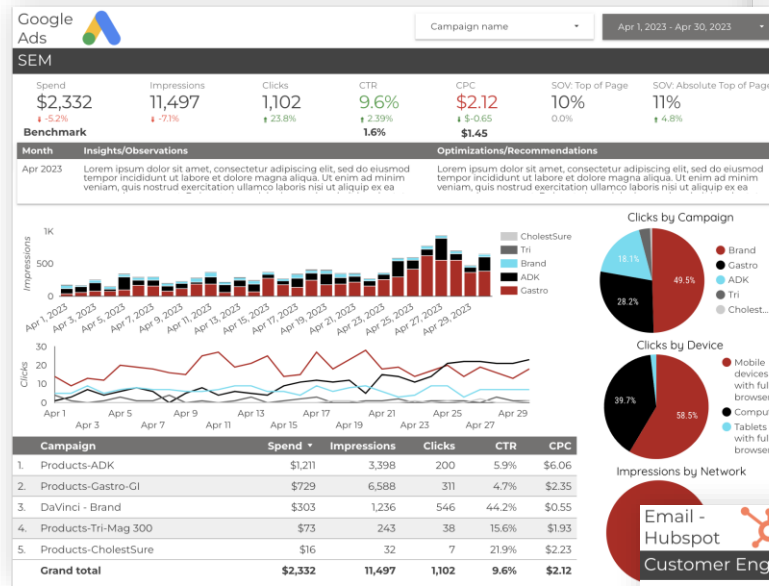 Google
Ads
Campaign name
Apr 1, 2023 - Apr 30, 2023
SEM
Spend Impressions Clicks CTR CPC SOV: Top of Page SOV: Absolute Top of Page
$2,332 11,497 1,102 9.6% $2.12 10% 11%
-5.2% -7.1% 23.8% 2.39% $-0.65 0.0% 4.8%
Benchmark 1.6% $1.45
Month Insights/Observations Optimizations/Recommendations
Apr 2023 Lorem ipsum dolor sit amet, consectetur adipiscing elit, sed do eiusmod
tempor incididunt ut labore et dolore magna aliqua. Ut enim ad minim
veniam, quis nostrud exercitation ullamco laboris nisi ut aliquip ex ea
Lorem ipsum dolor sit amet, consectetur adipiscing elit, sed do eiusmod
tempor incididunt ut labore et dolore magna aliqua. Ut enim ad minim
veniam, quis nostrud exercitation ullamco laboris nisi ut aliquip ex ea
Impressions
1K
500
0
Apr 1, 2023 Apr 3, 2023 Apr 5, 2023 Apr 7, 2023 Apr 9, 2023 Apr 11, 2023 Apr 13, 2023 Apr 15, 2023 Apr 17, 2023 Apr 19, 2023 Apr 21, 2023 Apr 23, 2023 Apr 25, 2023 Apr 27, 2023 Apr 29, 2023
CholestSure
Tri
Brand
ADK
Gastro
Clicks by Campaign
18.1%
49.5%
28.2%
Brand
Gastro
ADK
Tri
Cholest...
Clicks
30
20
10
0
Apr 1 Apr 5 Apr 9 Apr 13 Apr 17 Apr 21 Apr 25 Apr 29
Apr 3 Apr 7 Apr 11 Apr 15 Apr 19 Apr 23 Apr 27
Clicks by Device
39.7%
58.5%
Mobile
devices
with ful
browser
Comput
Tablets
with ful
browser
Campaign Spend Impressions Clicks CTR CPC
1. Products-ADK $1,211 3,398 200 5.9% $6.06
2. Products-Gastro-GI $729 6,588 311 4.7% $2.35
3. DaVinci - Brand $303 1,236 546 44.2% $0.55
4. Products-Tri-Mag 300 $73 243 38 15.6% $1.93
5. Products-CholestSure $16 32 7 21.9% $2.23
Grand total $2,332 11,497 1,102 9.6% $2.12
Impressions by Network
Email -
Hubspot
Customer Eng